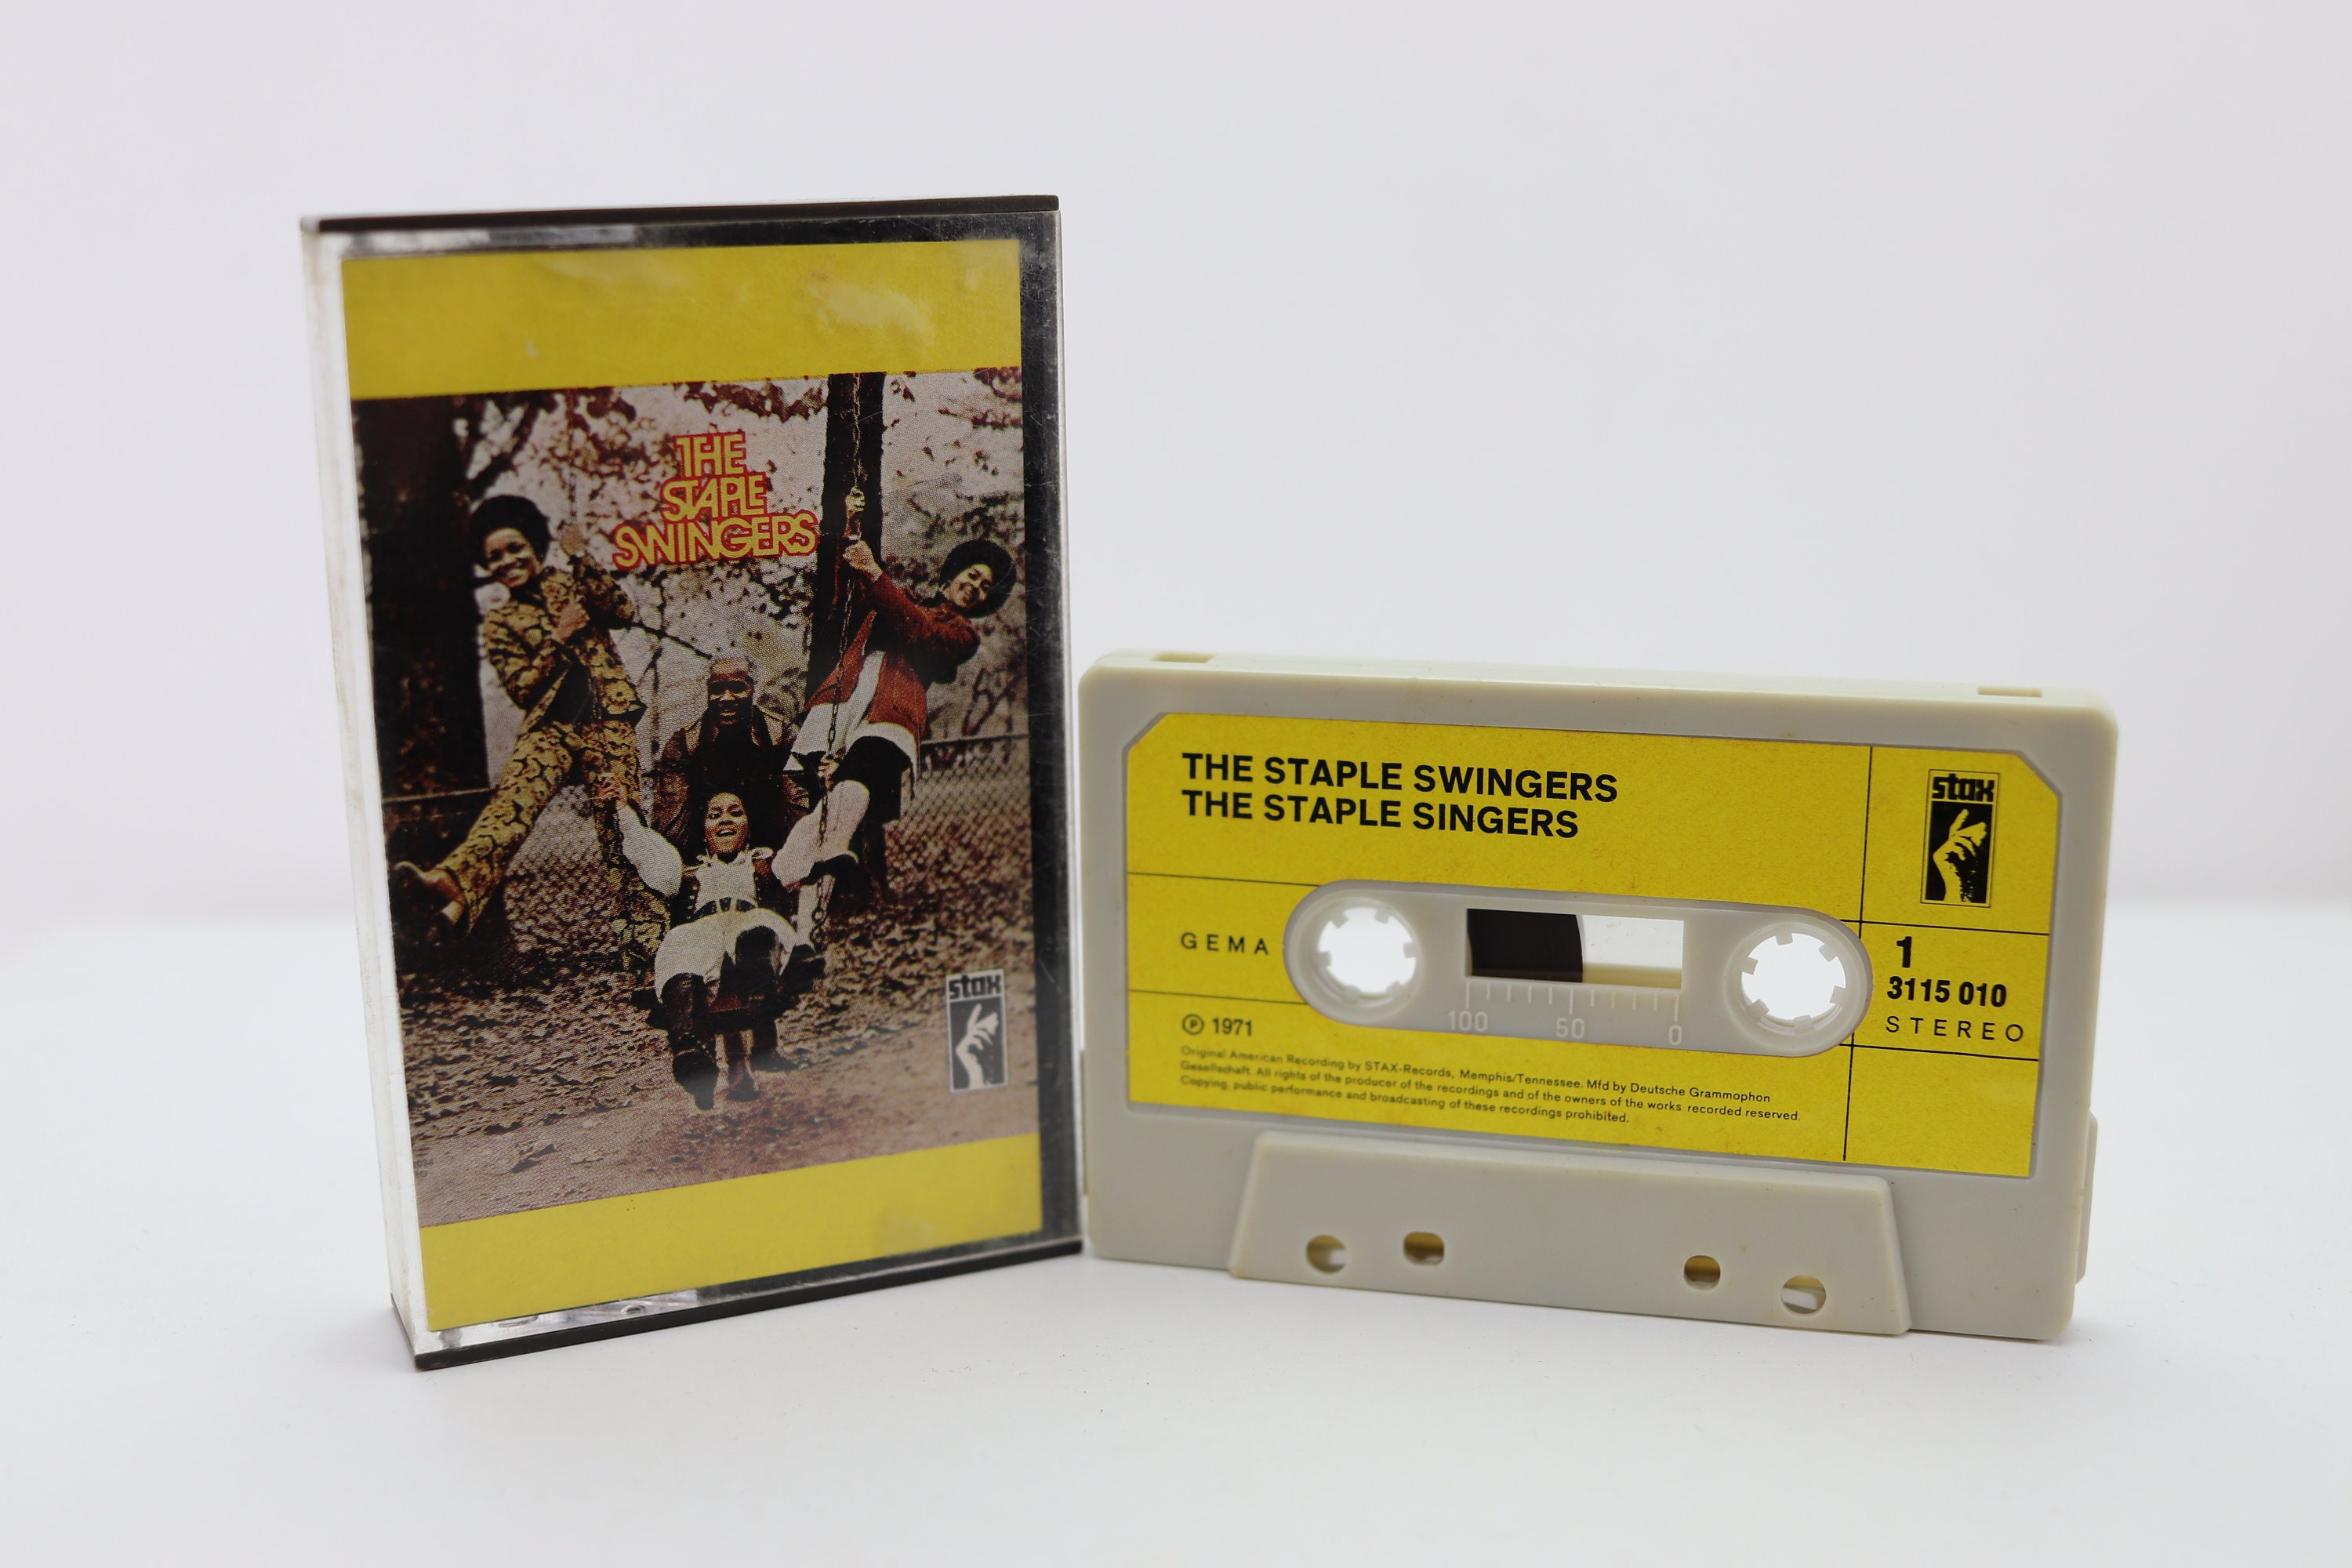 THE
STAPLE
SWINGERS
stax
THE STAPLE SWINGERS
THE STAPLE SINGERS
stax
GEMA
1
3115 010
STEREO
100 50 0
Ⓟ 1971
Original American Recording by STAX-Records, Memphis/Tennessee. Mfd by Deutsche Grammophon
Gesellschaft. All rights of the producer of the recordings and of the owners of the works recorded reserved.
Copying, public performance and broadcasting of these recordings prohibited.